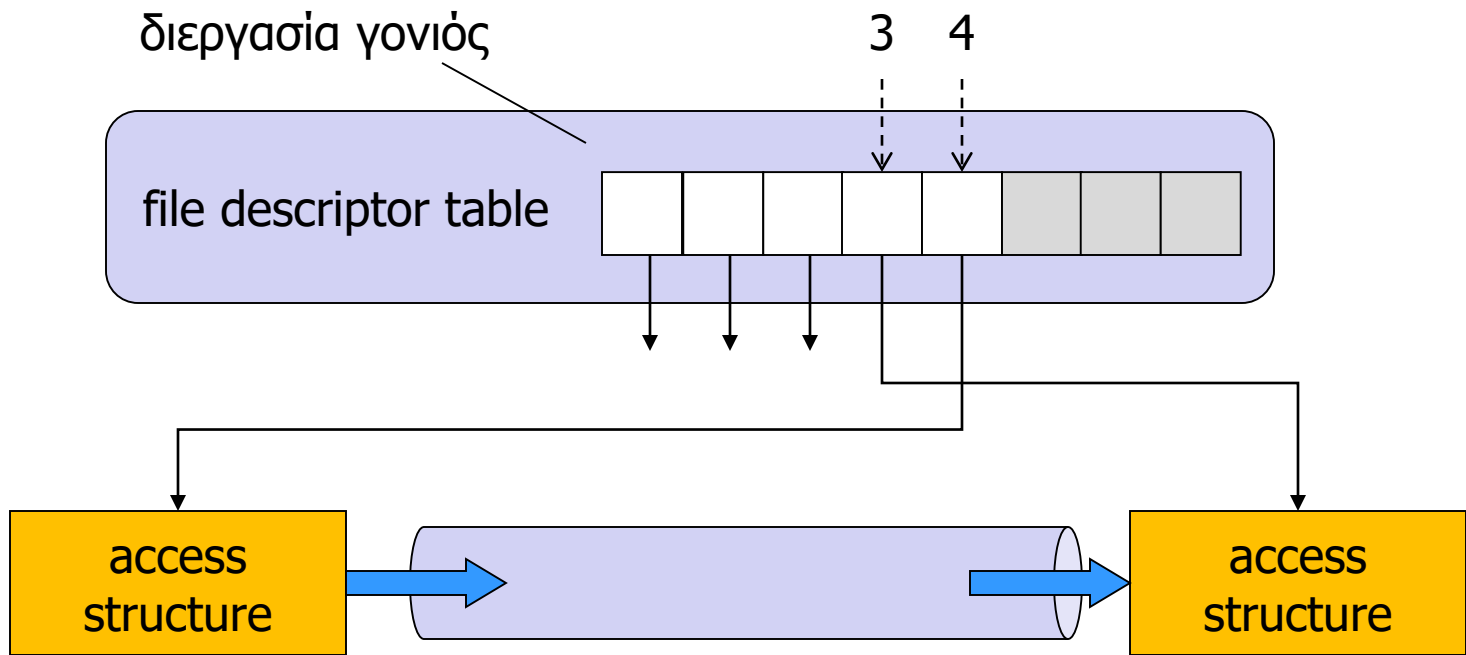 διεργασία γονιός
3 4
file descriptor table
access
structure
access
structure